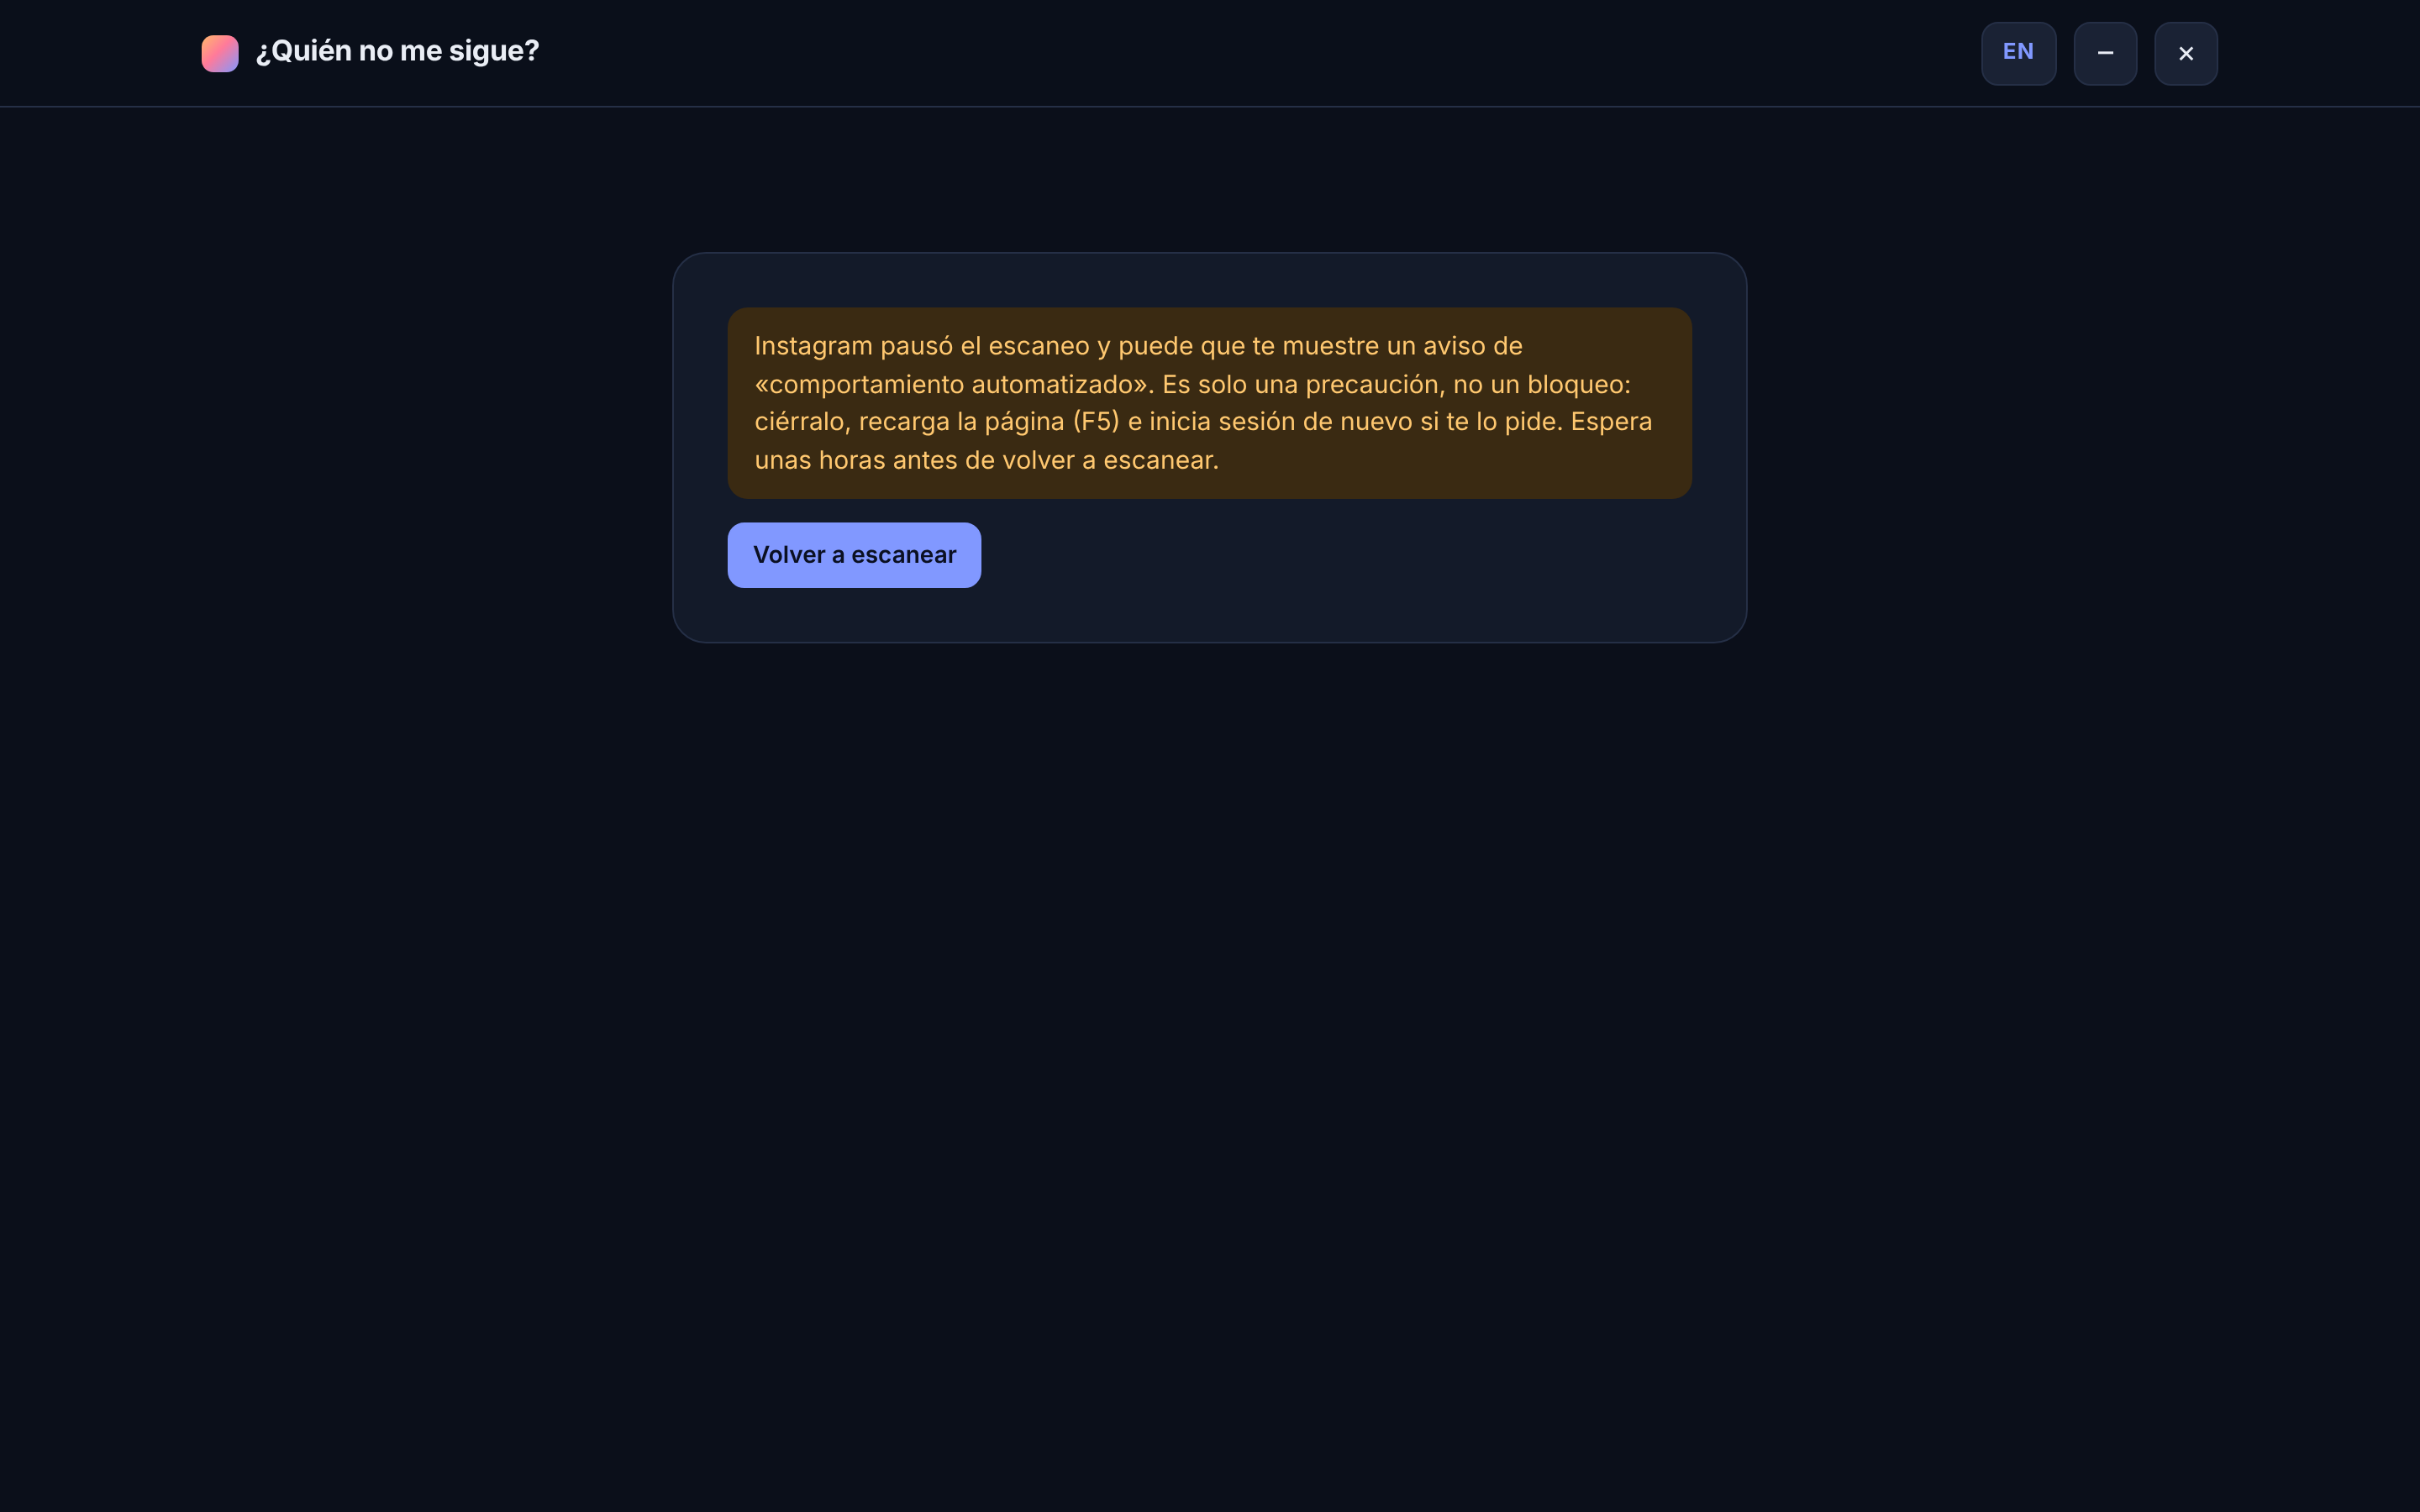 ¿Quién no me sigue?
EN
Instagram pausó el escaneo y puede que te muestre un aviso de
«comportamiento automatizado». Es solo una precaución, no un bloqueo:
ciérralo, recarga la página (F5) e inicia sesión de nuevo si te lo pide. Espera
unas horas antes de volver a escanear.
Volver a escanear